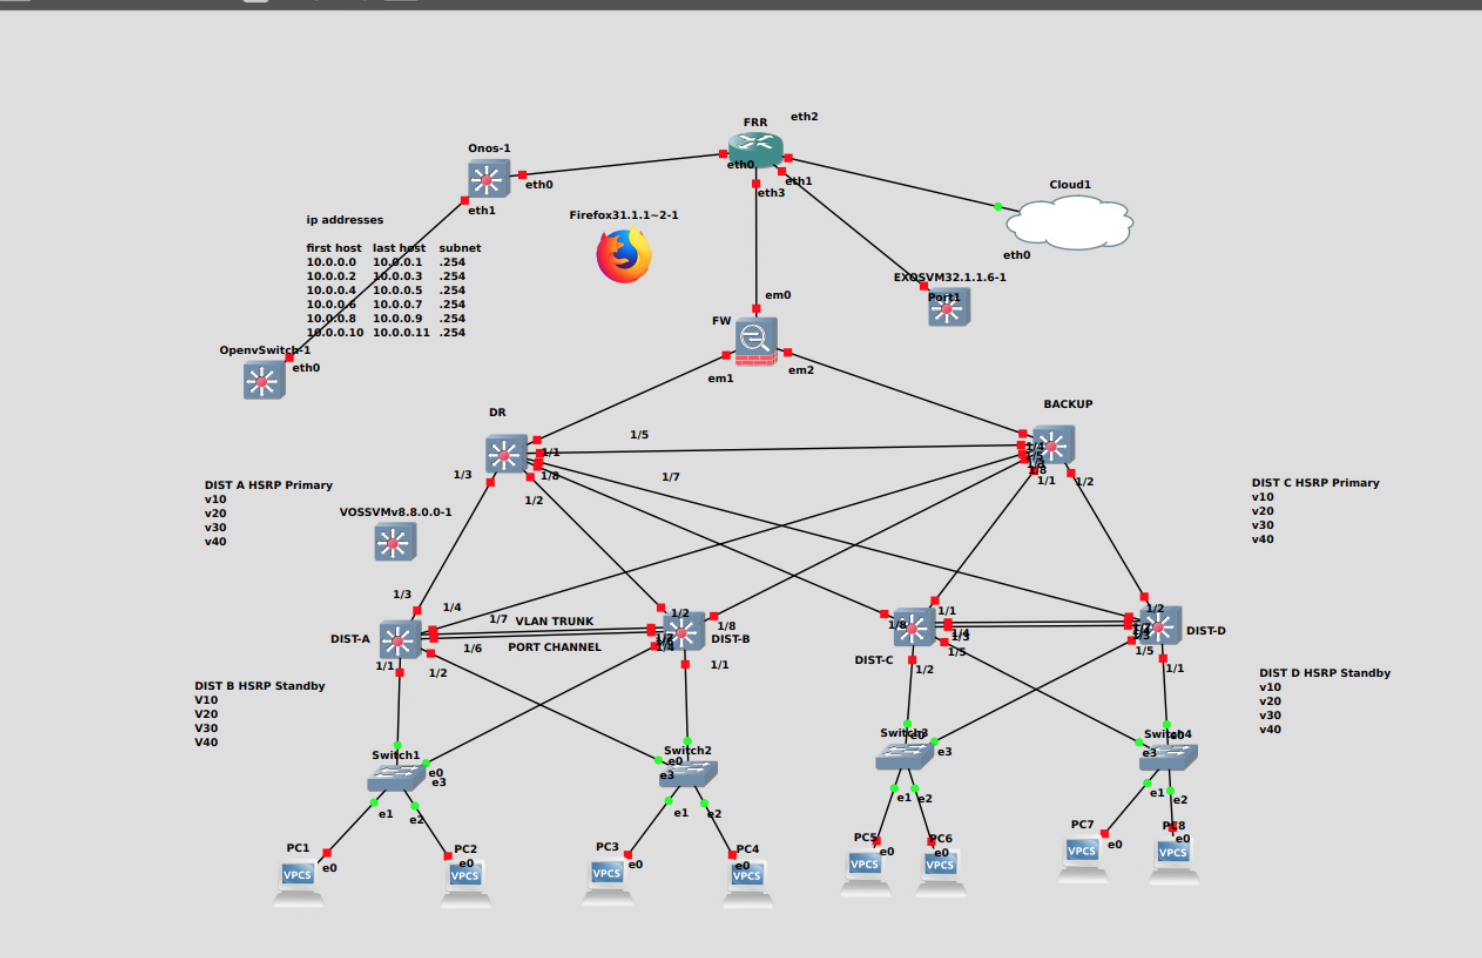 eth2
FRR
Onos-1
eth0
eth0
eth1
Cloud1
eth3
eth1
ip addresses
Firefox31.1.1~2-1
first host last host subnet
10.0.0.0 10.0.0.1 .254
10.0.0.2 10.0.0.3 .254
10.0.0.4 10.0.0.5 .254
10.0.0.6 10.0.0.7 .254
10.0.0.8 10.0.0.9 .254
10.0.0.10 10.0.0.11 .254
eth0
EXOSVM32.1.1.6-1
Port1
em0
FW
OpenvSwitch-1
eth0
em1
em2
DR
BACKUP
1/5
1/1
1/4
1/5
1/3
1/8
1/7
1/8
1/1
1/2
1/2
DIST A HSRP Primary
v10
v20
v30
v40
DIST C HSRP Primary
v10
v20
v30
v40
VOSSVMv8.8.0.0-1
1/3
1/4
1/7
VLAN TRUNK
1/2
1/8
1/1
1/2
DIST-A
1/6
PORT CHANNEL
1/4
DIST-B
1/8
1/4
1/3
1/5
DIST-C
1/3
1/5
DIST-D
1/1
1/2
1/1
1/2
1/1
DIST B HSRP Standby
V10
V20
V30
V40
DIST D HSRP Standby
v10
v20
v30
v40
Switch1
e0
e3
e1
e2
Switch2
e0
e3
e1
e2
Switch3
e0
e3
e1
e2
Switch4
e0
e3
e1
e2
PC1
e0
VPCS
PC2
e0
VPCS
PC3
e0
VPCS
PC4
e0
VPCS
PC5
e0
VPCS
PC6
e0
VPCS
PC7
e0
VPCS
PC8
e0
VPCS